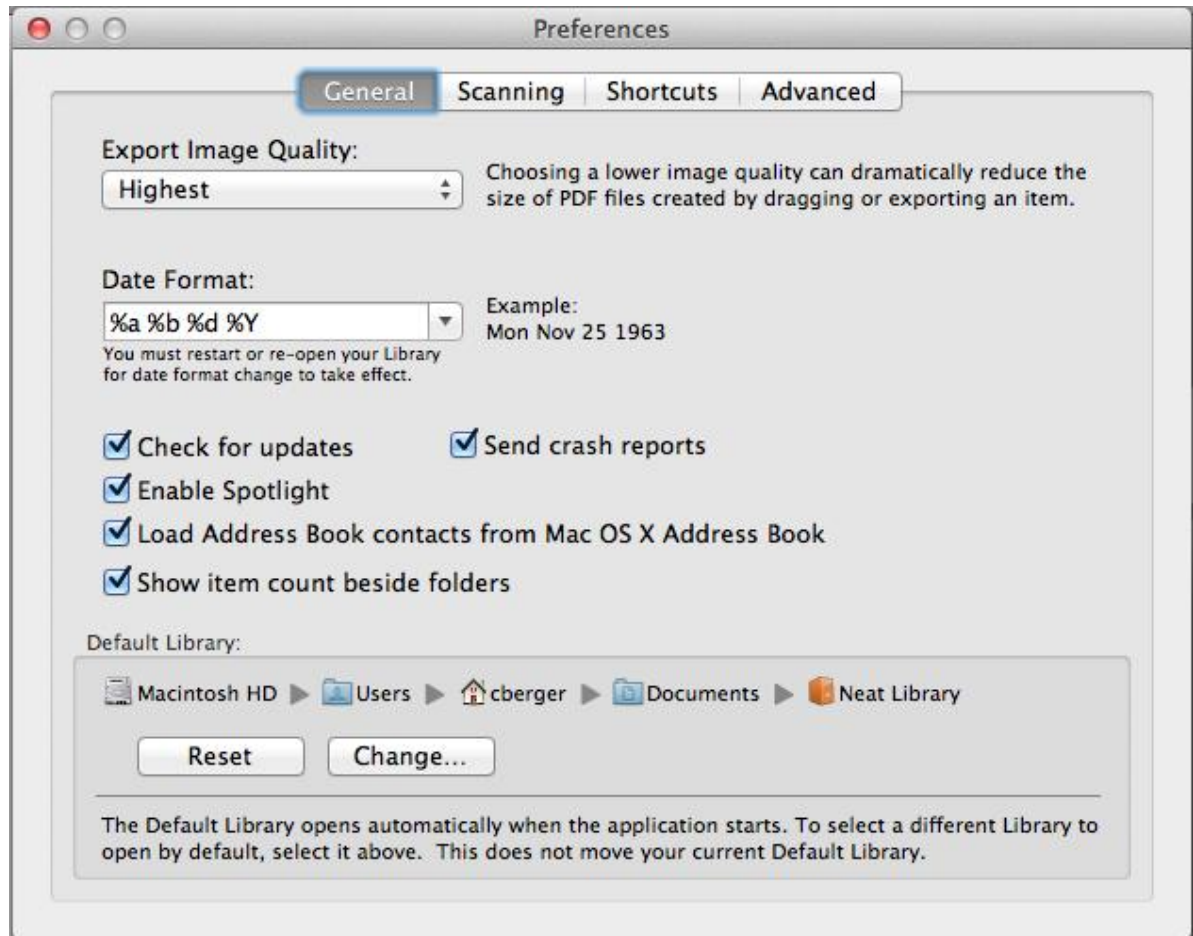 Preferences
General Scanning Shortcuts Advanced
Export Image Quality:
Highest
Choosing a lower image quality can dramatically reduce the
size of PDF files created by dragging or exporting an item.
Date Format:
%a %b %d %Y
Example:
Mon Nov 25 1963
You must restart or re-open your Library
for date format change to take effect.
Check for updates Send crash reports
Enable Spotlight
Load Address Book contacts from Mac OS X Address Book
Show item count beside folders
Default Library:
Macintosh HD Users cberger Documents Neat Library
Reset Change...
The Default Library opens automatically when the application starts. To select a different Library to
open by default, select it above. This does not move your current Default Library.